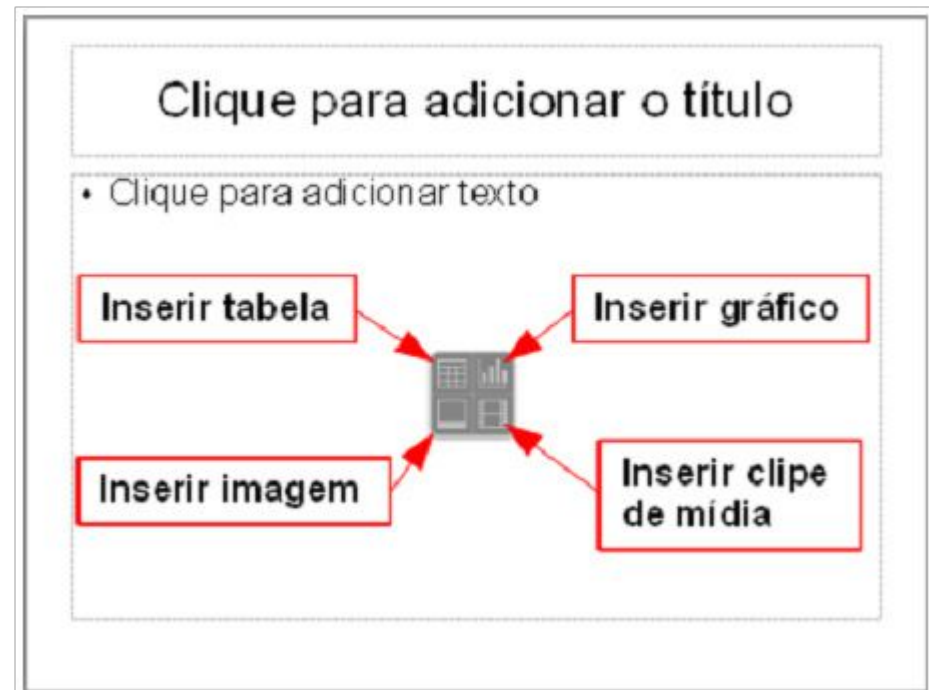 Clique para adicionar o título
• Clique para adicionar texto
Inserir tabela
Inserir gráfico
Inserir imagem
Inserir clipe
de mídia